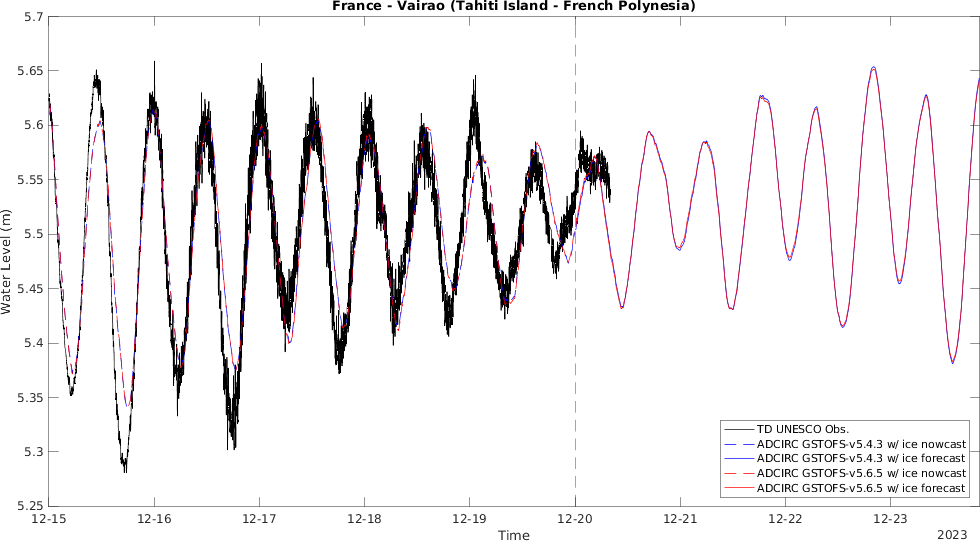 France - Vairao (Tahiti Island - French Polynesia)
5.7
5.65
5.6
5.55
5.5
5.45
5.4
5.35
5.3
5.25
Water Level (m)
12-15 12-16 12-17 12-18 12-19 12-20 12-21 12-22 12-23
Time
2023
TD UNESCO Obs.
ADCIRC GSTOFS-v5.4.3 w/ ice nowcast
ADCIRC GSTOFS-v5.4.3 w/ ice forecast
ADCIRC GSTOFS-v5.6.5 w/ ice nowcast
ADCIRC GSTOFS-v5.6.5 w/ ice forecast